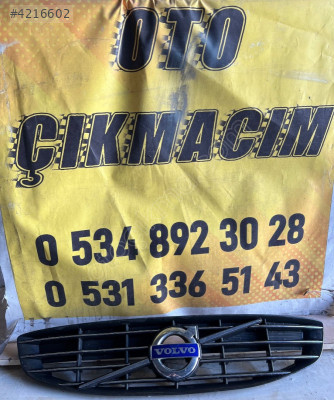 #4216602
OTO
ÇIKMACIM
0 534 892 30 28
0 531 336 51 43
VOLVO